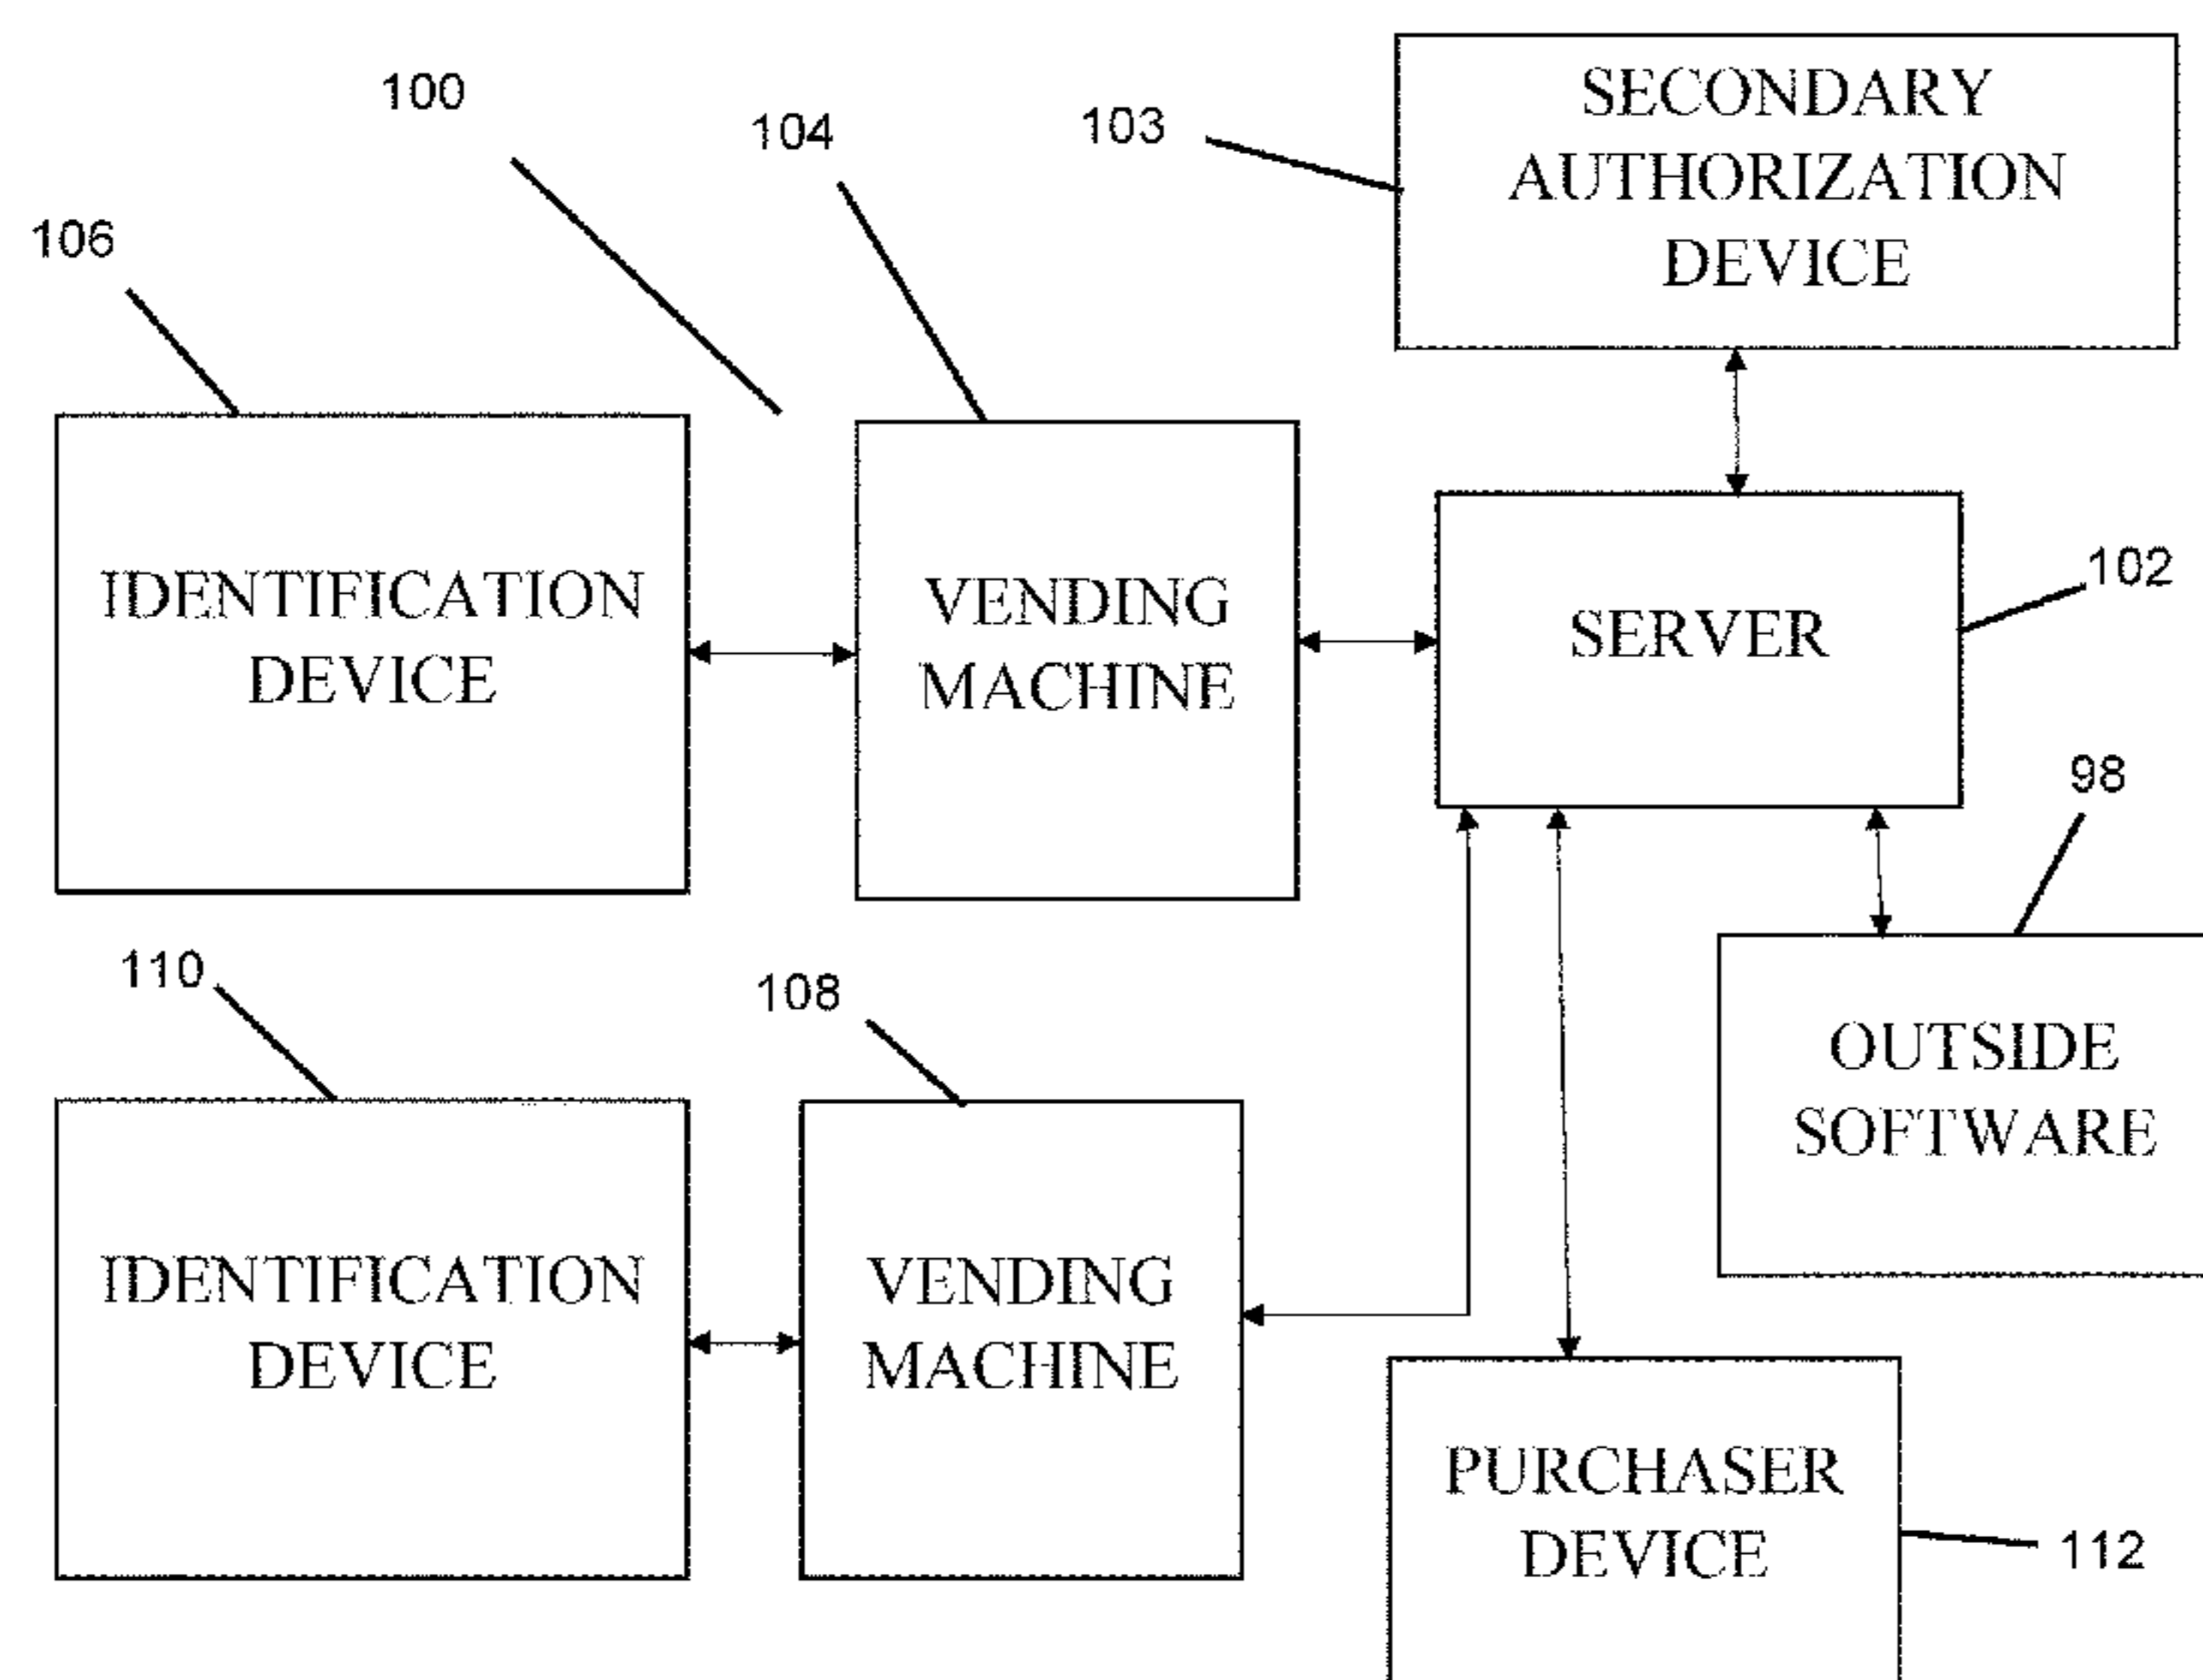 100
104
103
SECONDARY
AUTHORIZATION
DEVICE
106
IDENTIFICATION
DEVICE
VENDING
MACHINE
SERVER
102
98
110
108
OUTSIDE
SOFTWARE
IDENTIFICATION
DEVICE
VENDING
MACHINE
PURCHASER
DEVICE
112